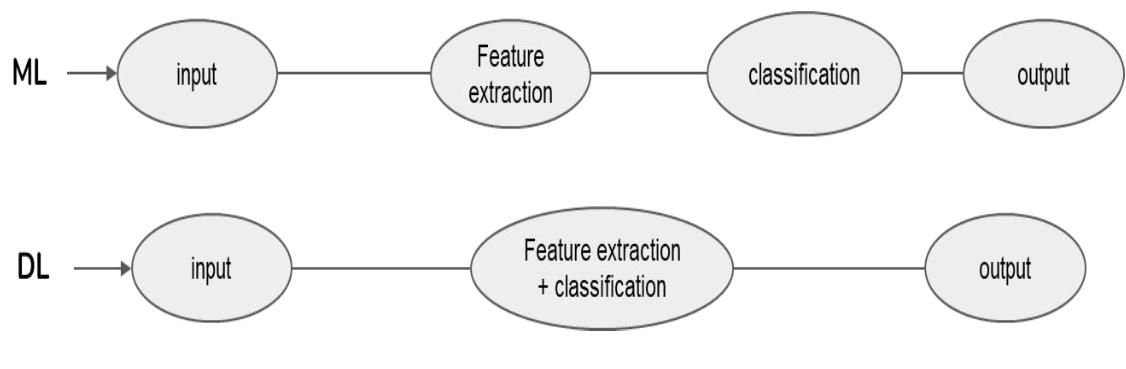 ML
input
Feature
extraction
classification
output
DL
input
Feature extraction
+ classification
output